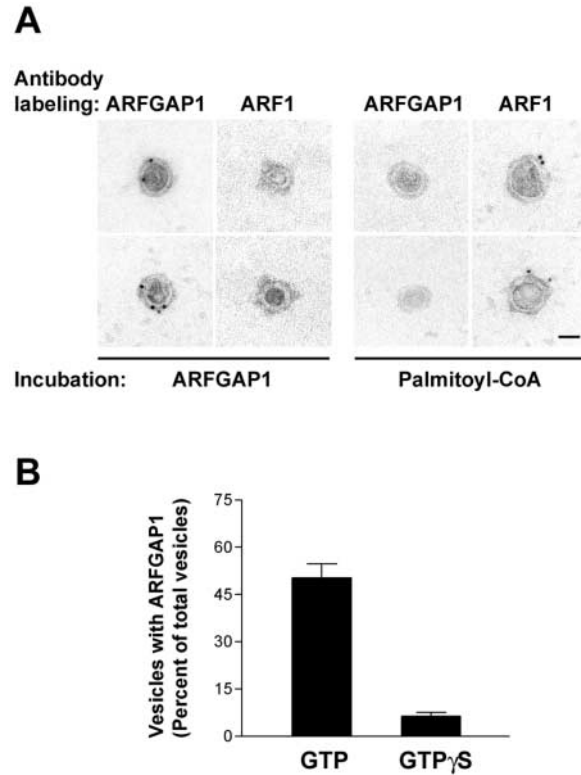 A
Antibody
labeling: ARFGAP1 ARF1 ARFGAP1 ARF1
Incubation: ARFGAP1 Palmitoyl-CoA
B
Vesicles with ARFGAP1
(Percent of total vesicles)
75
60
45
30
15
0
GTP GTPγS